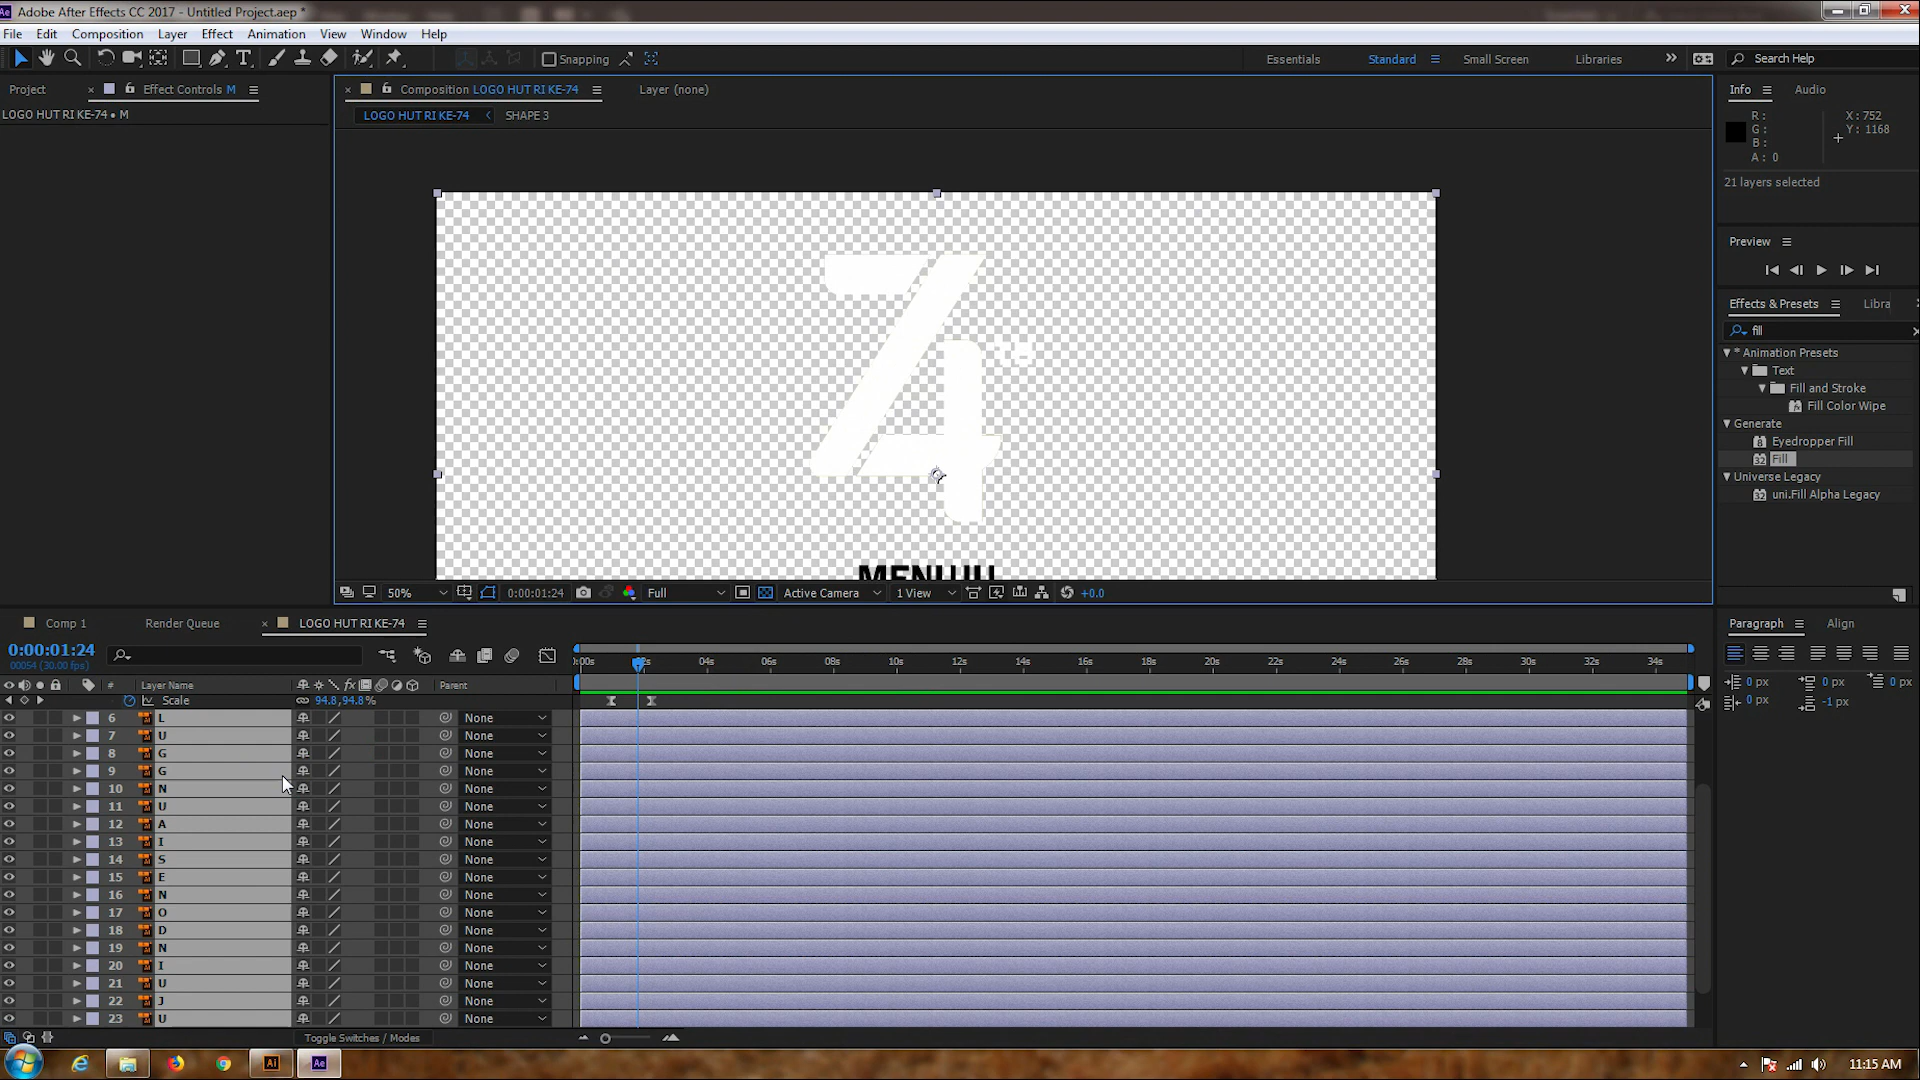 Adobe After Effects CC 2017 - Untitled Project.aep *
File Edit Composition Layer Effect Animation View Window Help
Snapping Essentials Standard Small Screen Libraries Search Help
Project Effect Controls M
LOGO HUT RI KE-74 • M
Composition LOGO HUT RI KE-74 Layer (none)
LOGO HUT RI KE-74 SHAPE 3
Info Audio
R : X : 752
G : Y : 1168
B :
A : 0
21 layers selected
Preview
Effects & Presets Libra
fill
* Animation Presets
Text
Fill and Stroke
Fill Color Wipe
Generate
Eyedropper Fill
Fill
Universe Legacy
uni.Fill Alpha Legacy
74
TH
MENUJU
50% 0:00:01:24 Full Active Camera 1 View +0.0
Comp 1 Render Queue LOGO HUT RI KE-74
0:00:01:24
00054 (30.00 fps)
:00s 02s 04s 06s 08s 10s 12s 14s 16s 18s 20s 22s 24s 26s 28s 30s 32s 34s
# Layer Name fx Parent
Scale 94.8,94.8%
6 L None
7 U None
8 G None
9 G None
10 N None
11 U None
12 A None
13 I None
14 S None
15 E None
16 N None
17 O None
18 D None
19 N None
20 I None
21 U None
22 J None
23 U None
Toggle Switches / Modes
Paragraph Align
0 px 0 px 0 px
0 px -1 px
Ai Ae 11:15 AM